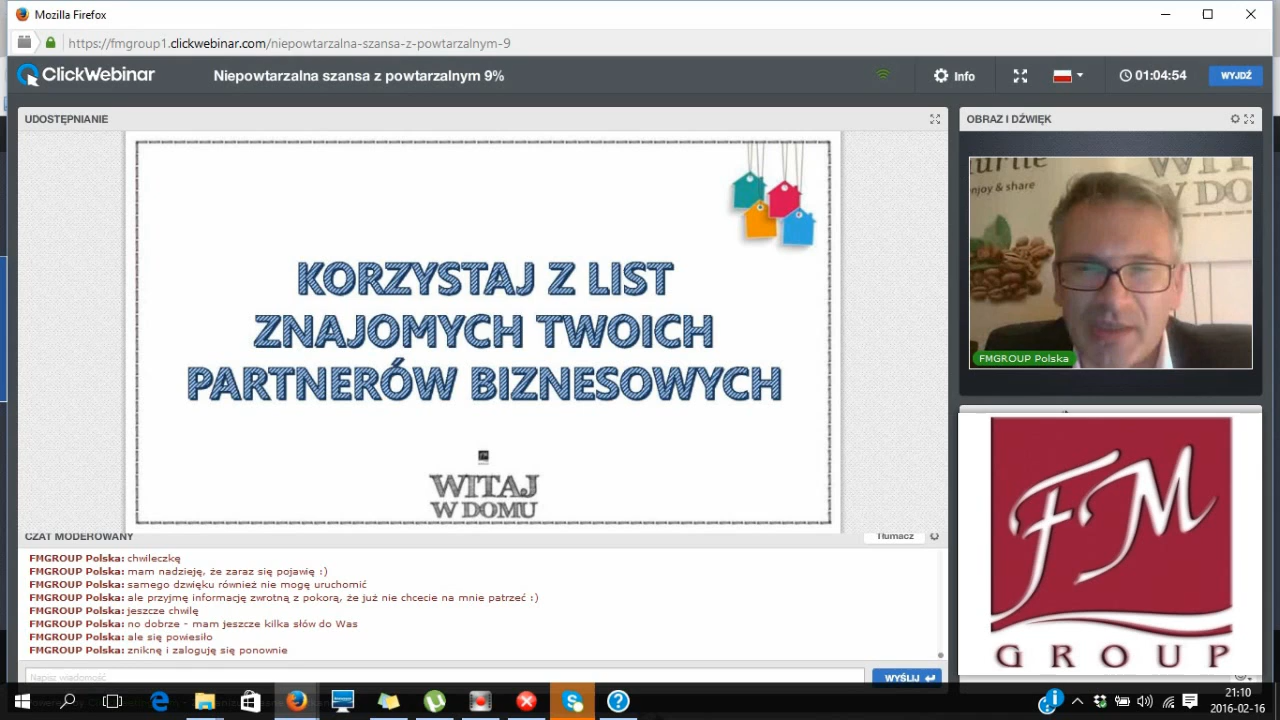 Mozilla Firefox
https://fmgroup1.clickwebinar.com/niepowtarzalna-szansa-z-powtarzalnym-9
ClickWebinar
Niepowtarzalna szansa z powtarzalnym 9%
Info
01:04:54
WYJDŹ
UDOSTĘPNIANIE
KORZYSTAJ Z LIST
ZNAJOMYCH TWOICH
PARTNERÓW BIZNESOWYCH
WITAJ
W DOMU
OBRAZ I DŹWIĘK
enjoy & share
WITAJ
W DOMU
FMGROUP Polska
FM
GROUP
CZAT MODEROWANY
Tłumacz
FMGROUP Polska: chwileczkę
FMGROUP Polska: mam nadzieję, że zaraz się pojawię :)
FMGROUP Polska: samego dzwięku również nie mogę uruchomić
FMGROUP Polska: ale przyjmę informację zwrotną z pokorą, że już nie chcecie na mnie patrzeć :)
FMGROUP Polska: jeszcze chwilę
FMGROUP Polska: no dobrze - mam jeszcze kilka słów do Was
FMGROUP Polska: ale się powiesiło
FMGROUP Polska: zniknę i zaloguję się ponownie
Napisz wiadomość
WYŚLIJ
21:10
2016-02-16